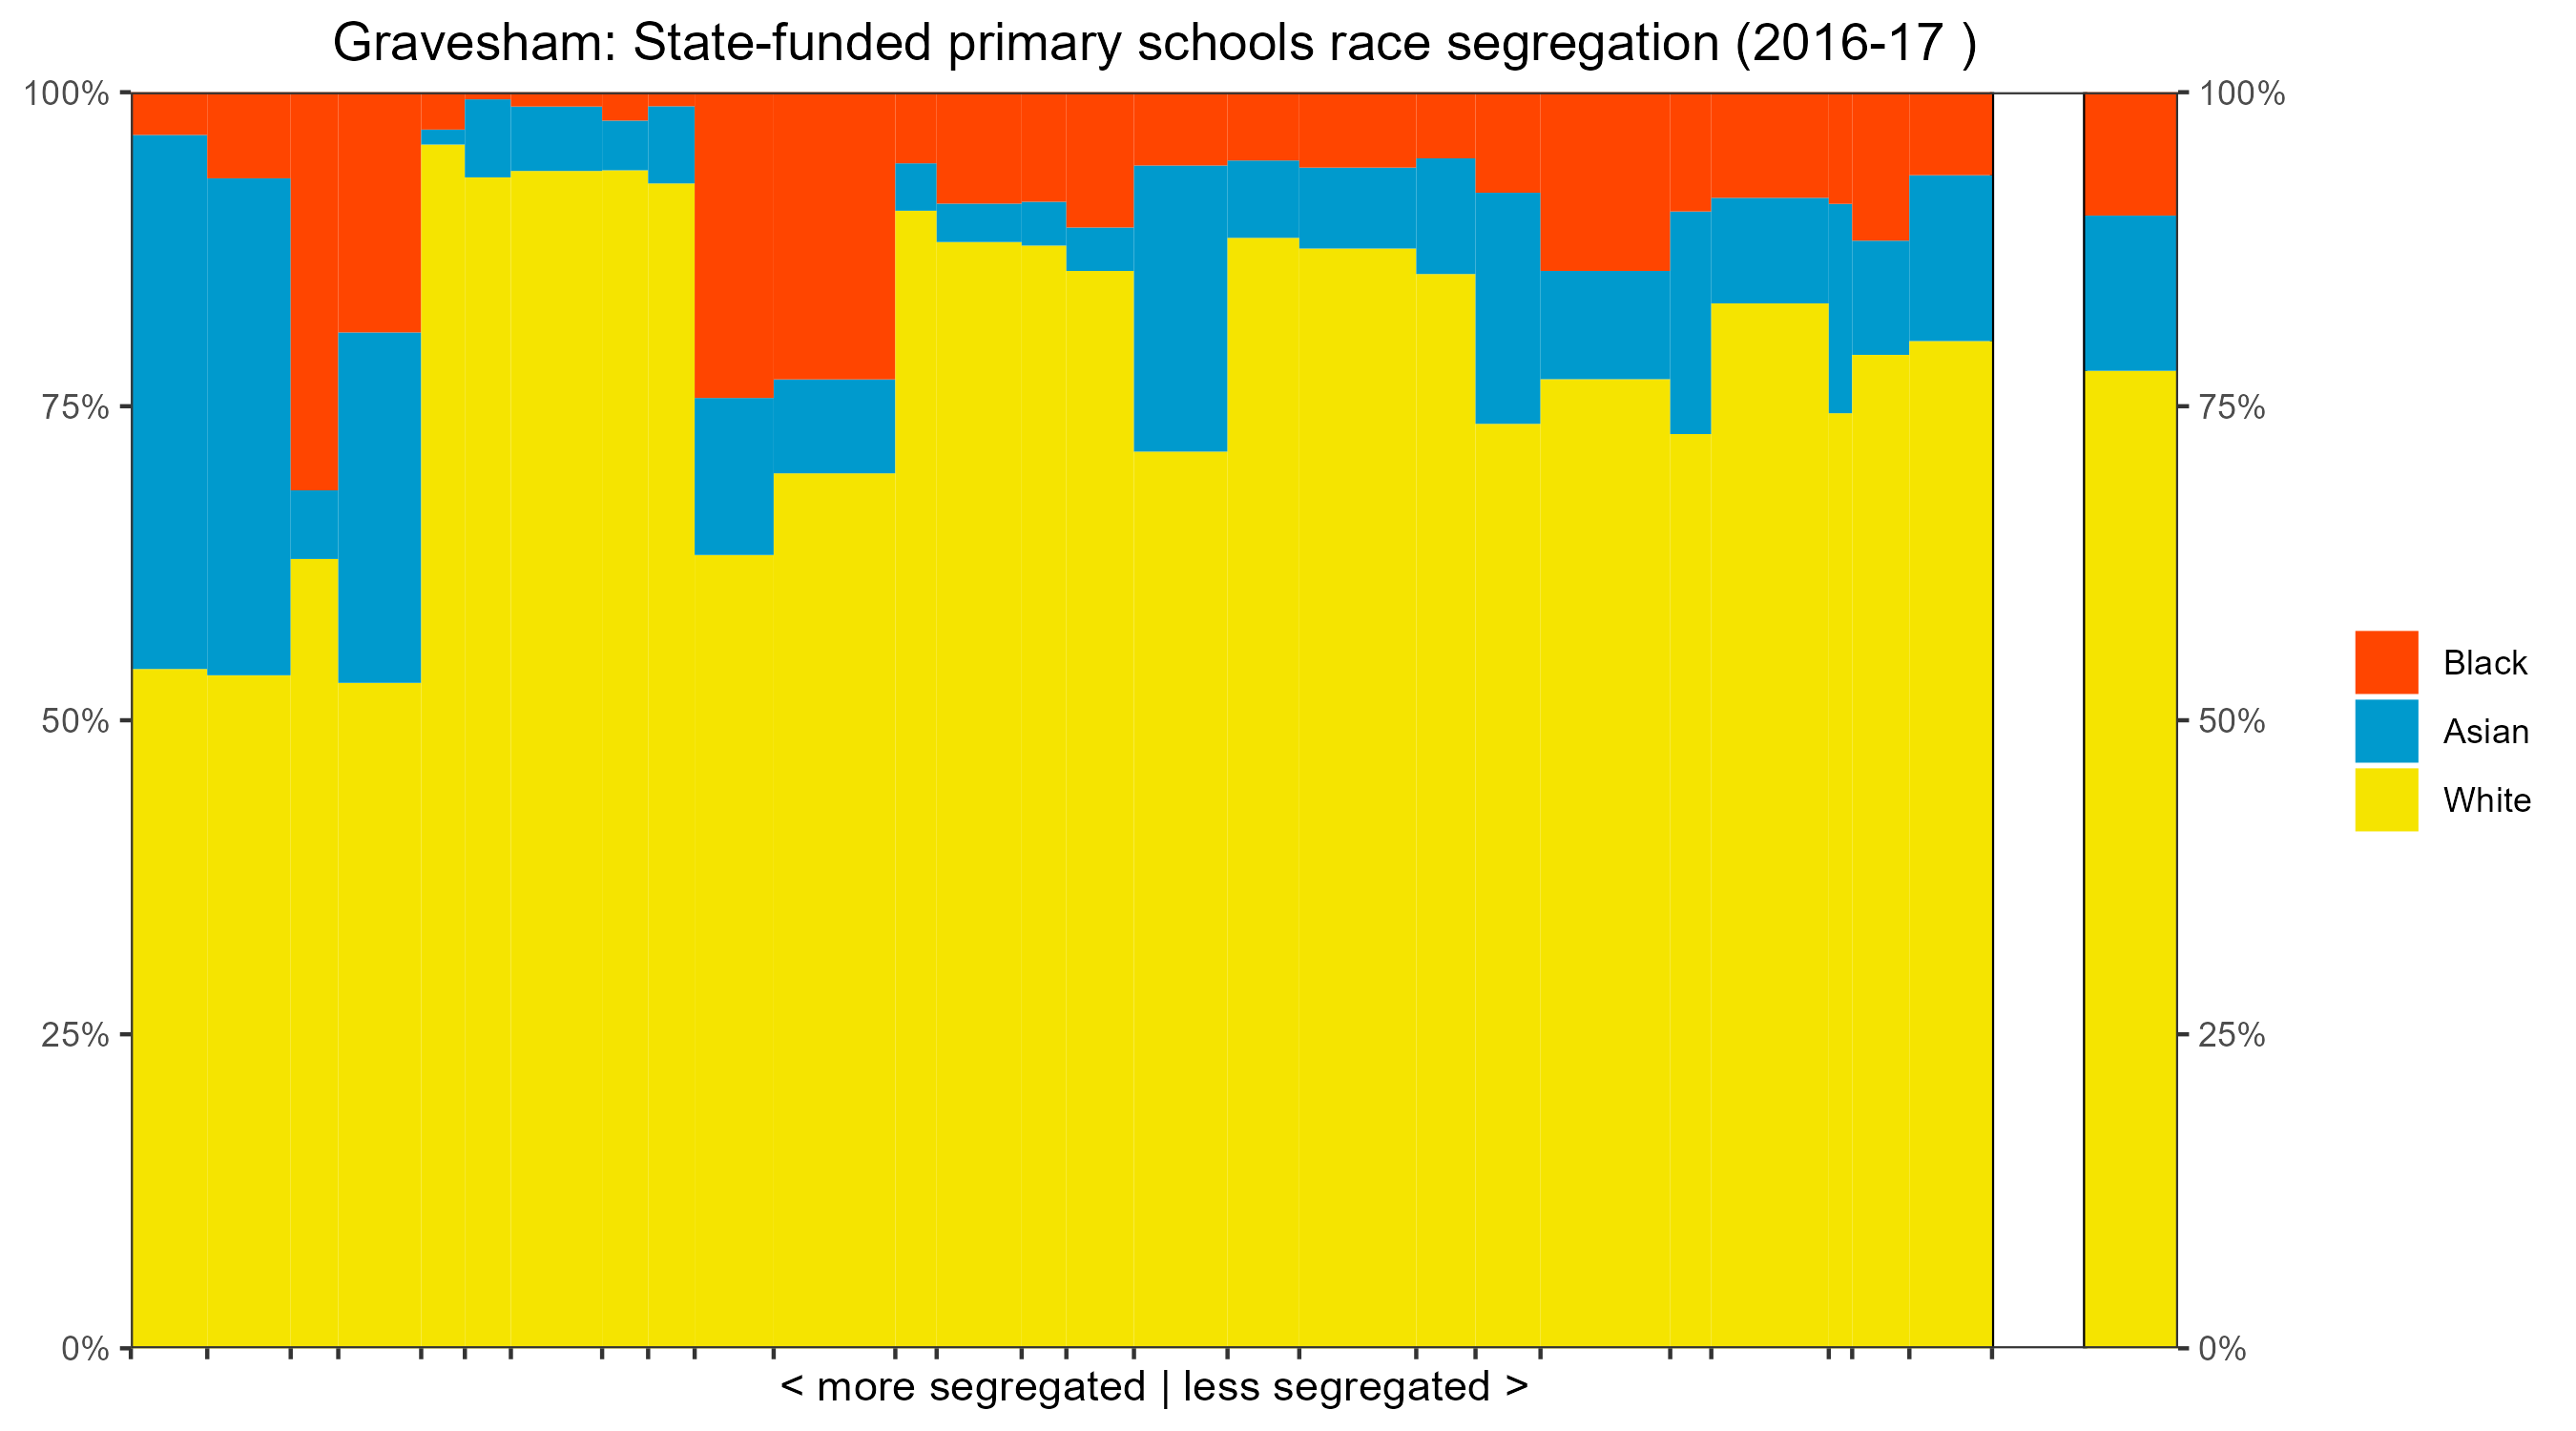 Gravesham: State-funded primary schools race segregation (2016-17 )
100%
75%
50%
25%
0%
100%
75%
50%
25%
0%
Black
Asian
White
< more segregated | less segregated >